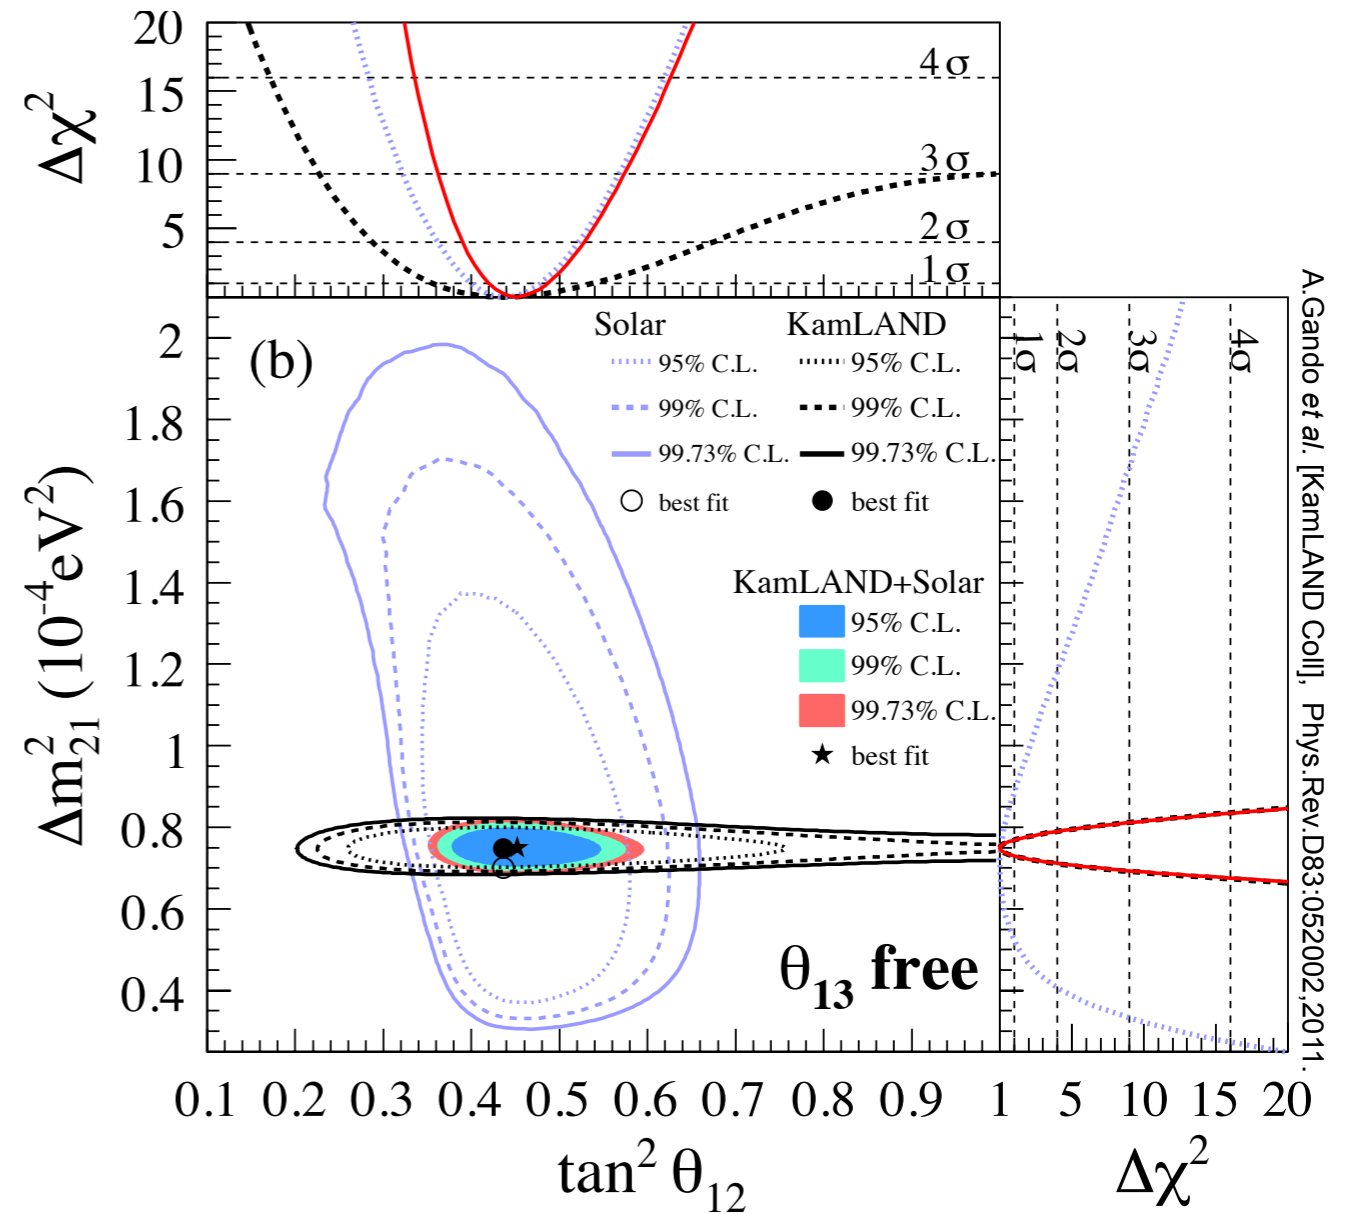 20
15
10
5
Δχ²
4σ
3σ
2σ
1σ
(b)
Solar
95% C.L.
99% C.L.
99.73% C.L.
best fit
KamLAND
95% C.L.
99% C.L.
99.73% C.L.
best fit
KamLAND+Solar
95% C.L.
99% C.L.
99.73% C.L.
best fit
θ₁₃ free
2
1.8
1.6
1.4
1.2
1
0.8
0.6
0.4
Δm²₂₁ (10⁻⁴eV²)
1σ
2σ
3σ
4σ
0.1 0.2 0.3 0.4 0.5 0.6 0.7 0.8 0.9 1 5 10 15 20
tan² θ₁₂
Δχ²
A.Gando et al. [KamLAND Coll], Phys.Rev.D83:052002,2011.